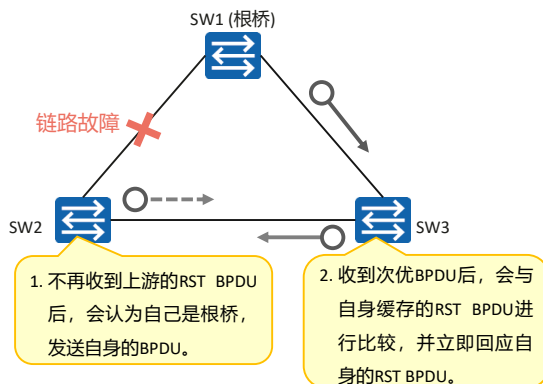 SW1 (根桥)
链路故障
SW2
SW3
1. 不再收到上游的RST BPDU
后，会认为自己是根桥，
发送自身的BPDU。
2. 收到次优BPDU后，会与
自身缓存的RST BPDU进
行比较，并立即回应自
身的RST BPDU。